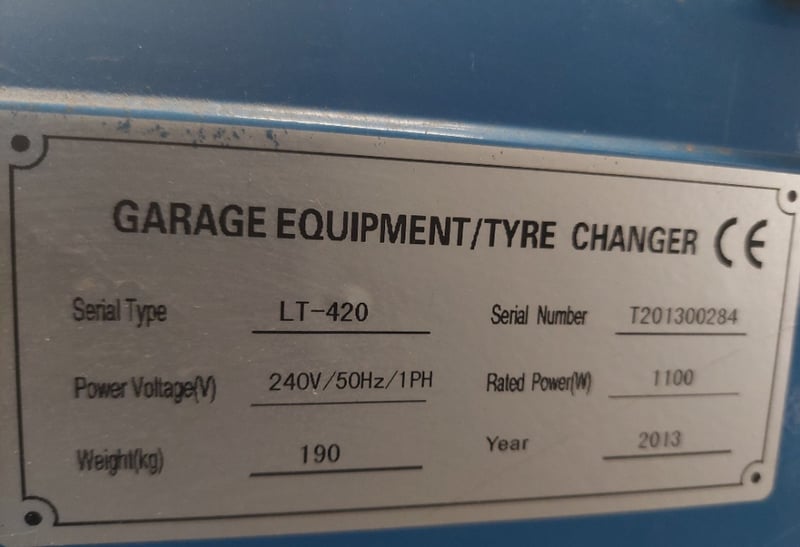 GARAGE EQUIPMENT/TYRE CHANGER CE
Serial Type LT-420 Serial Number T201300284
Power Voltage(V) 240V/50Hz/1PH Rated Power(W) 1100
Weight(kg) 190 Year 2013